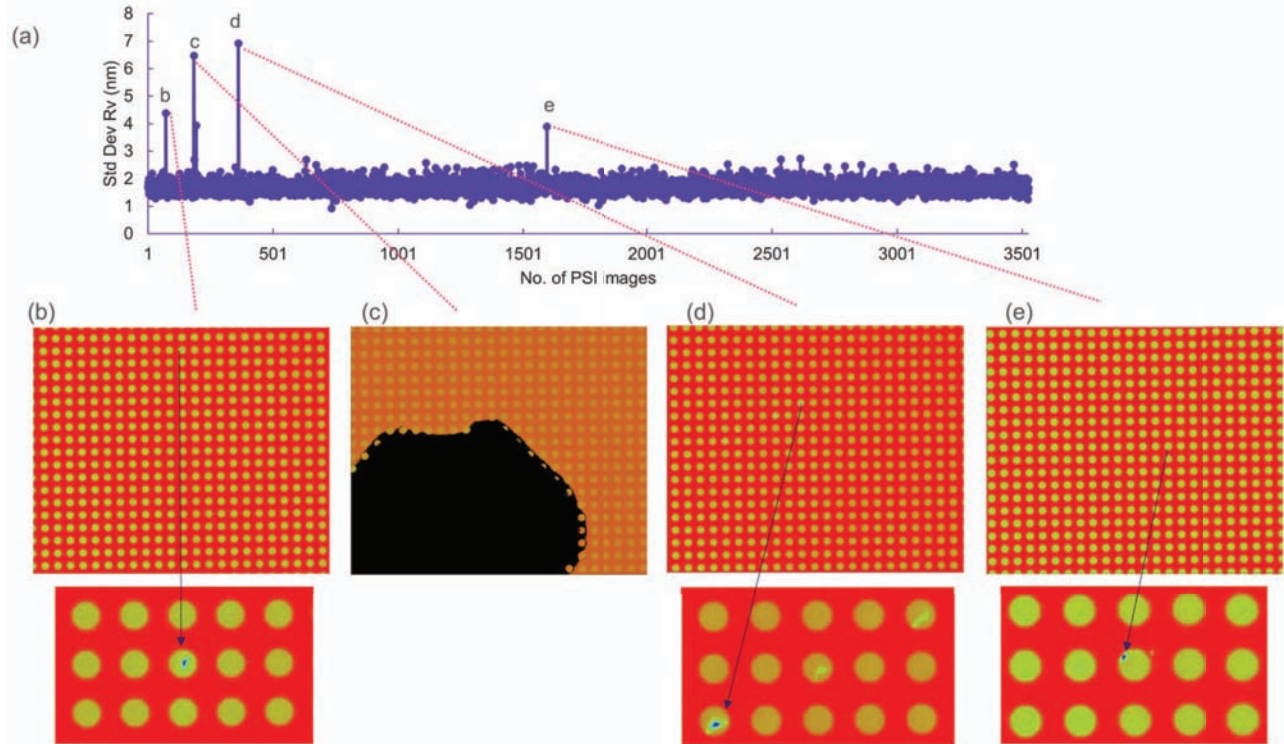 (a)
8
7
6
5
4
3
2
1
0
Std Dev Rv (nm)
b
c
d
e
1 501 1001 1501 2001 2501 3001 3501
No. of PSI images
(b) (c) (d) (e)